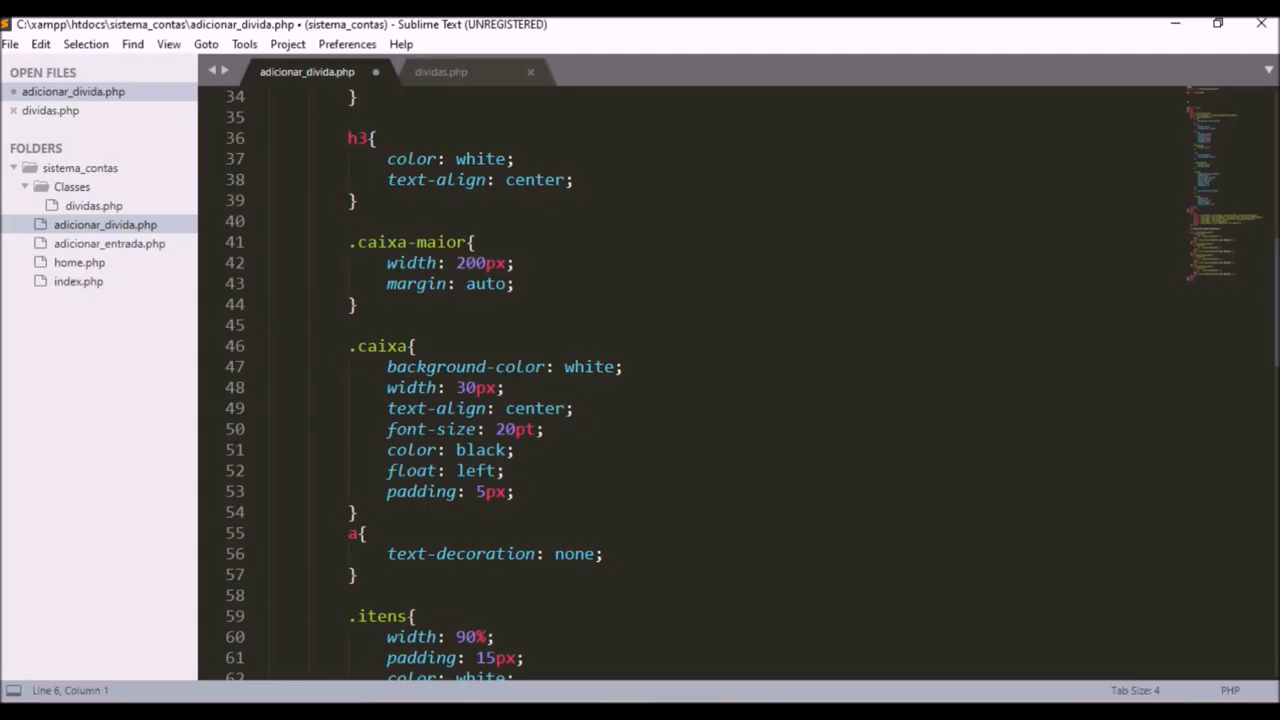 C:\xampp\htdocs\sistema_contas\adicionar_divida.php • (sistema_contas) - Sublime Text (UNREGISTERED)
File Edit Selection Find View Goto Tools Project Preferences Help
OPEN FILES
adicionar_divida.php
dividas.php
FOLDERS
sistema_contas
Classes
dividas.php
adicionar_divida.php
adicionar_entrada.php
home.php
index.php
adicionar_divida.php dividas.php
34 }
35
36 h3{
37 color: white;
38 text-align: center;
39 }
40
41 .caixa-maior{
42 width: 200px;
43 margin: auto;
44 }
45
46 .caixa{
47 background-color: white;
48 width: 30px;
49 text-align: center;
50 font-size: 20pt;
51 color: black;
52 float: left;
53 padding: 5px;
54 }
55 a{
56 text-decoration: none;
57 }
58
59 .itens{
60 width: 90%;
61 padding: 15px;
62 color: white;
Line 6, Column 1 Tab Size: 4 PHP